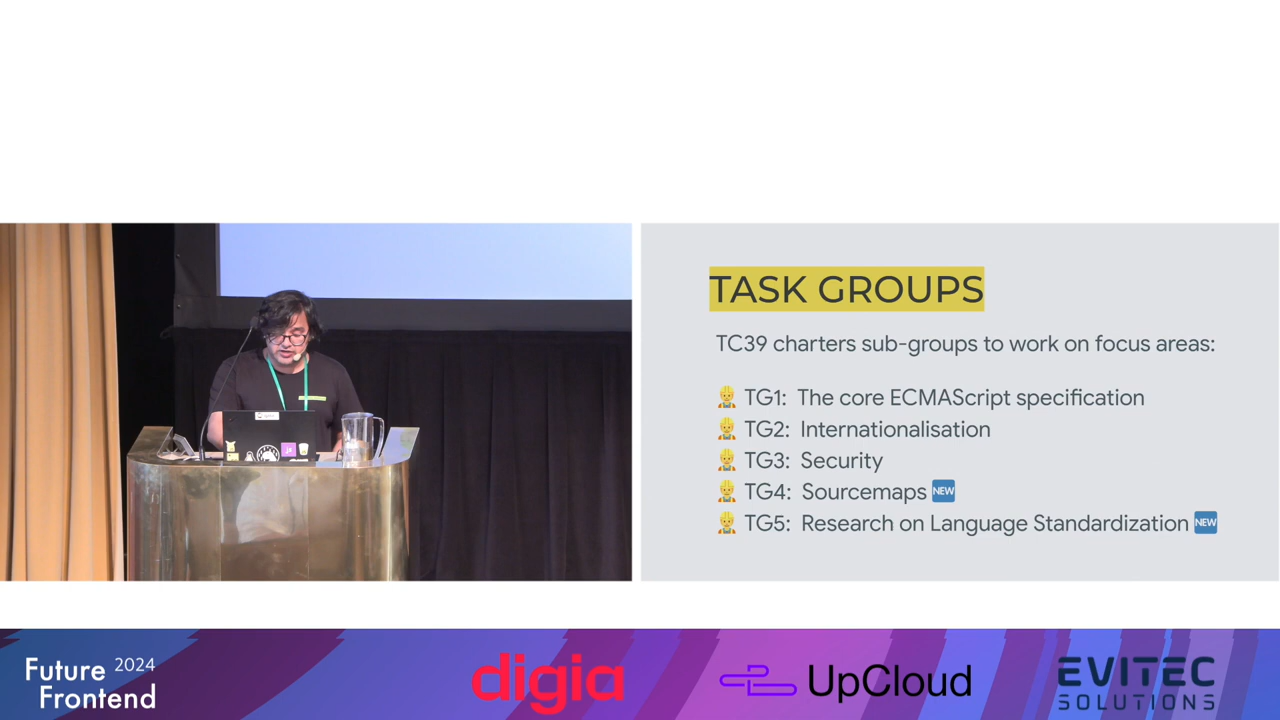 TASK GROUPS
TC39 charters sub-groups to work on focus areas:
TG1: The core ECMAScript specification
TG2: Internationalisation
TG3: Security
TG4: Sourcemaps NEW
TG5: Research on Language Standardization NEW
Future 2024
Frontend
digia
UpCloud
EVITEC
SOLUTIONS